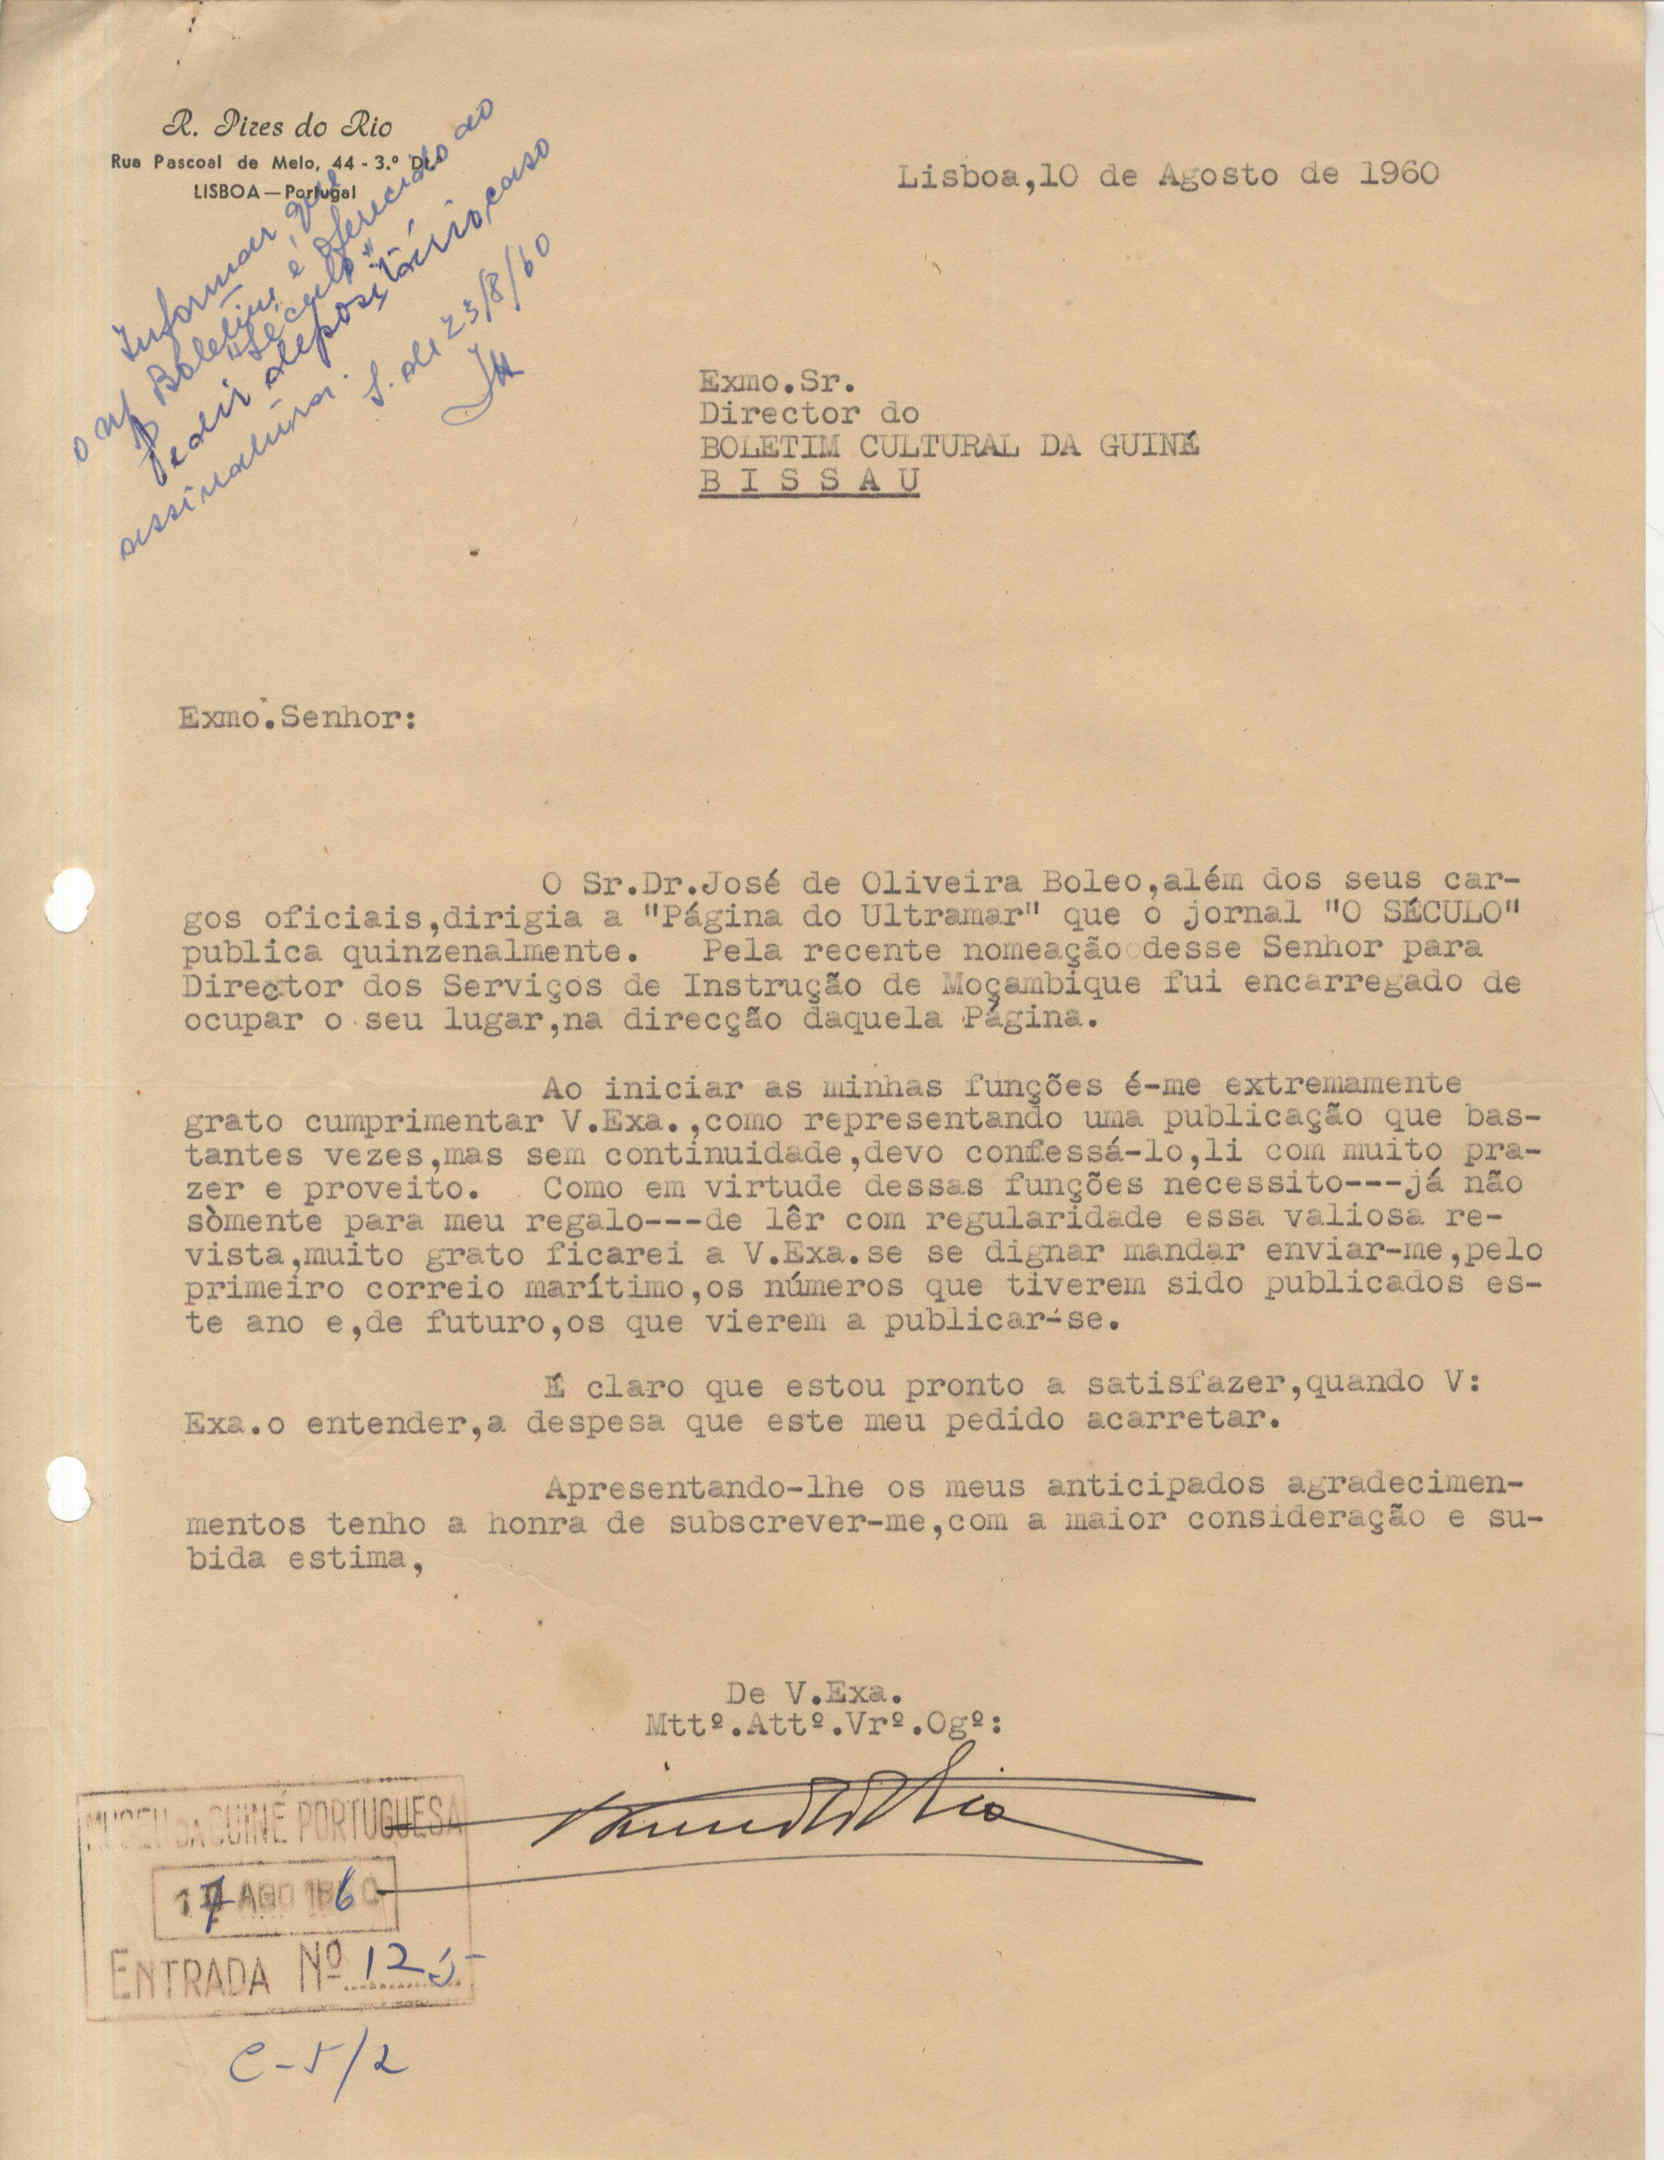 R. Pires do Rio
Rua Pascoal de Melo, 44 - 3.º Dt.
LISBOA — Portugal
Informar que
o n/ Boletim é oferecido ao
"Século"
Pedir depositário, caso
assinatura. S. de 23/8/60
Lisboa,10 de Agosto de 1960
Exmo.Sr.
Director do
BOLETIM CULTURAL DA GUINÉ
B I S S A U
Exmo.Senhor:
O Sr.Dr.José de Oliveira Boleo,além dos seus car-
gos oficiais,dirigia a "Página do Ultramar" que o jornal "O SÉCULO"
publica quinzenalmente. Pela recente nomeação desse Senhor para
Director dos Serviços de Instrução de Moçambique fui encarregado de
ocupar o seu lugar,na direcção daquela Página.
Ao iniciar as minhas funções é-me extremamente
grato cumprimentar V.Exa.,como representando uma publicação que bas-
tantes vezes,mas sem continuidade,devo confessá-lo,li com muito pra-
zer e proveito. Como em virtude dessas funções necessito---já não
sòmente para meu regalo---de lêr com regularidade essa valiosa re-
vista,muito grato ficarei a V.Exa.se se dignar mandar enviar-me,pelo
primeiro correio marítimo,os números que tiverem sido publicados es-
te ano e,de futuro,os que vierem a publicar-se.
É claro que estou pronto a satisfazer,quando V:
Exa.o entender,a despesa que este meu pedido acarretar.
Apresentando-lhe os meus anticipados agradecimen-
mentos tenho a honra de subscrever-me,com a maior consideração e su-
bida estima,
De V.Exa.
Mttº.Attº.Vrº.Ogº:
MUSEU DA GUINÉ PORTUGUESA
17 AGO 1960
ENTRADA Nº 125
C-5/2